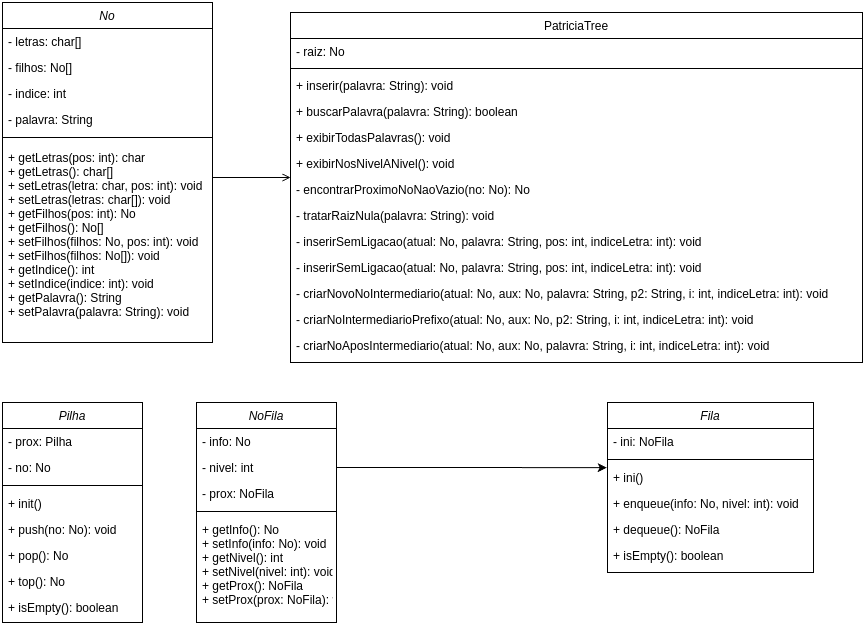 No
- letras: char[]
- filhos: No[]
- indice: int
- palavra: String
+ getLetras(pos: int): char
+ getLetras(): char[]
+ setLetras(letra: char, pos: int): void
+ setLetras(letras: char[]): void
+ getFilhos(pos: int): No
+ getFilhos(): No[]
+ setFilhos(filhos: No, pos: int): void
+ setFilhos(filhos: No[]): void
+ getIndice(): int
+ setIndice(indice: int): void
+ getPalavra(): String
+ setPalavra(palavra: String): void
PatriciaTree
- raiz: No
+ inserir(palavra: String): void
+ buscarPalavra(palavra: String): boolean
+ exibirTodasPalavras(): void
+ exibirNosNivelANivel(): void
- encontrarProximoNoNaoVazio(no: No): No
- tratarRaizNula(palavra: String): void
- inserirSemLigacao(atual: No, palavra: String, pos: int, indiceLetra: int): void
- inserirSemLigacao(atual: No, palavra: String, pos: int, indiceLetra: int): void
- criarNovoNoIntermediario(atual: No, aux: No, palavra: String, p2: String, i: int, indiceLetra: int): void
- criarNoIntermediarioPrefixo(atual: No, aux: No, p2: String, i: int, indiceLetra: int): void
- criarNoAposIntermediario(atual: No, aux: No, palavra: String, i: int, indiceLetra: int): void
Pilha
- prox: Pilha
- no: No
+ init()
+ push(no: No): void
+ pop(): No
+ top(): No
+ isEmpty(): boolean
NoFila
- info: No
- nivel: int
- prox: NoFila
+ getInfo(): No
+ setInfo(info: No): void
+ getNivel(): int
+ setNivel(nivel: int): void
+ getProx(): NoFila
+ setProx(prox: NoFila):
Fila
- ini: NoFila
+ ini()
+ enqueue(info: No, nivel: int): void
+ dequeue(): NoFila
+ isEmpty(): boolean